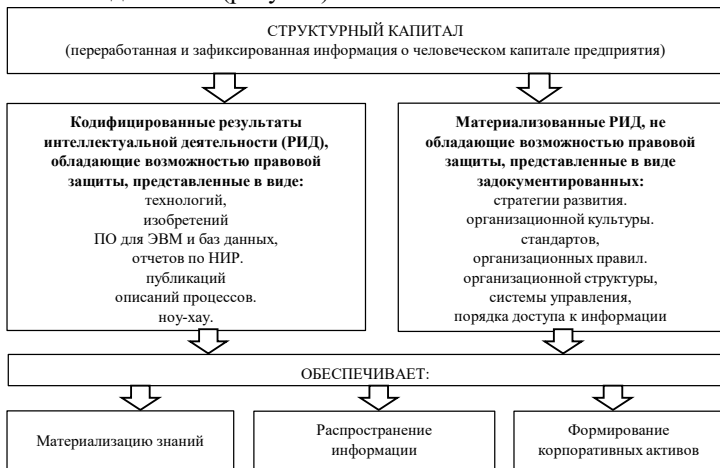 СТРУКТУРНЫЙ КАПИТАЛ
(переработанная и зафиксированная информация о человеческом капитале предприятия)
Кодифицированные результаты
интеллектуальной деятельности (РИД),
обладающие возможностью правовой
защиты, представленные в виде:
технологий,
изобретений
ПО для ЭВМ и баз данных,
отчетов по НИР.
публикаций
описаний процессов.
ноу-хау.
Материализованные РИД, не
обладающие возможностью правовой
защиты, представленные в виде
задокументированных:
стратегии развития.
организационной культуры.
стандартов,
организационных правил.
организационной структуры,
системы управления,
порядка доступа к информации
ОБЕСПЕЧИВАЕТ:
Материализацию знаний
Распространение
информации
Формирование
корпоративных активов